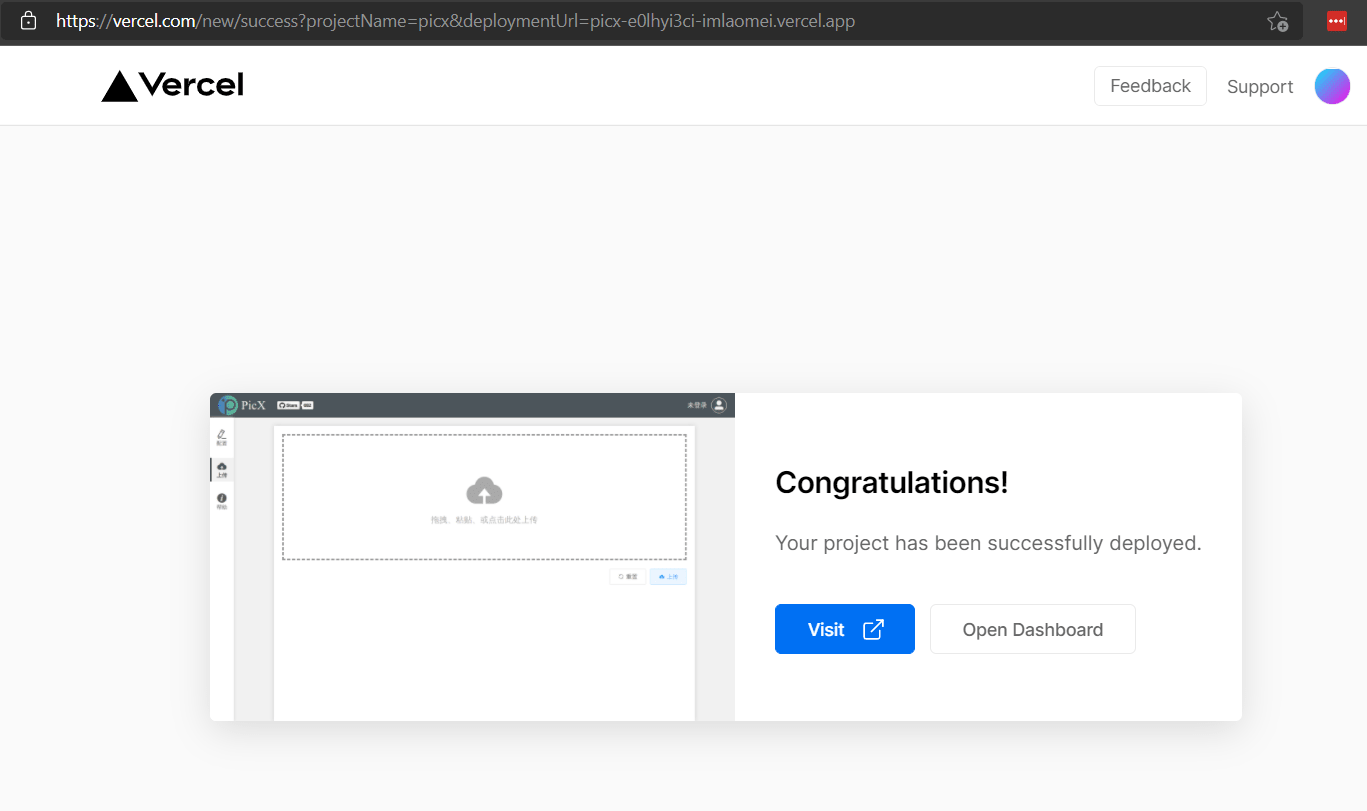 https://vercel.com/new/success?projectName=picx&deploymentUrl=picx-e0lhyi3ci-imlaomei.vercel.app
Vercel
Feedback
Support
PicX
未登录
配置
上传
帮助
拖拽、粘贴、或点击此处上传
重置
上传
Congratulations!
Your project has been successfully deployed.
Visit
Open Dashboard